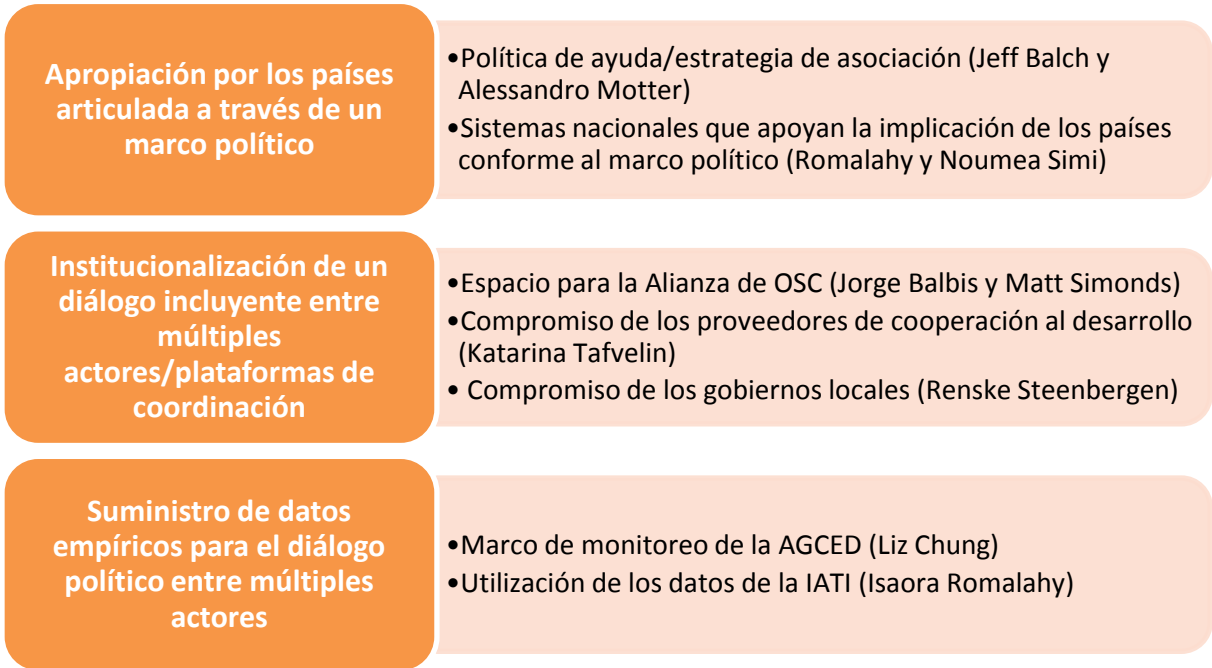 Apropiación por los países
articulada a través de un
marco político
•Política de ayuda/estrategia de asociación (Jeff Balch y
Alessandro Motter)
•Sistemas nacionales que apoyan la implicación de los países
conforme al marco político (Romalahy y Noumea Simi)
Institucionalización de un
diálogo incluyente entre
múltiples
actores/plataformas de
coordinación
•Espacio para la Alianza de OSC (Jorge Balbis y Matt Simonds)
•Compromiso de los proveedores de cooperación al desarrollo
(Katarina Tafvelin)
• Compromiso de los gobiernos locales (Renske Steenbergen)
Suministro de datos
empíricos para el diálogo
político entre múltiples
actores
•Marco de monitoreo de la AGCED (Liz Chung)
•Utilización de los datos de la IATI (Isaora Romalahy)